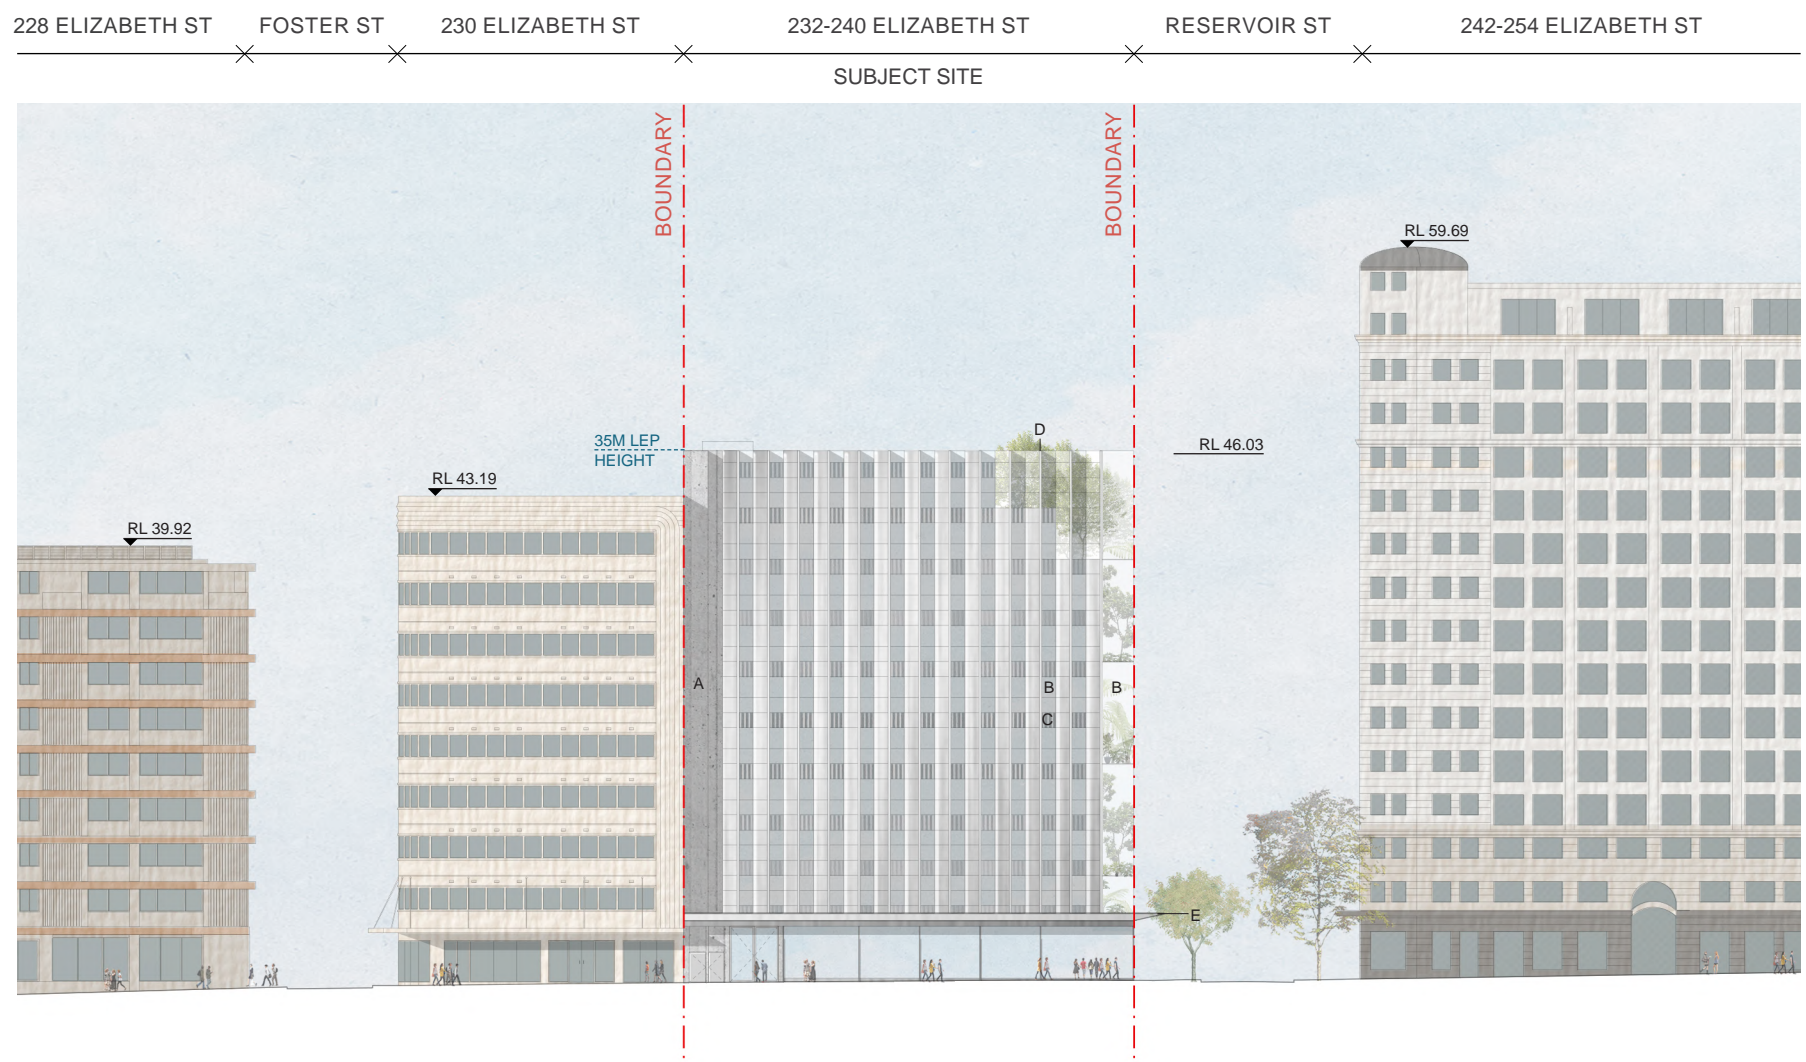 228 ELIZABETH ST
FOSTER ST
230 ELIZABETH ST
232-240 ELIZABETH ST
RESERVOIR ST
242-254 ELIZABETH ST
SUBJECT SITE
BOUNDARY
BOUNDARY
RL 59.69
D
35M LEP
HEIGHT
RL 46.03
RL 43.19
RL 39.92
A
B
B
C
E